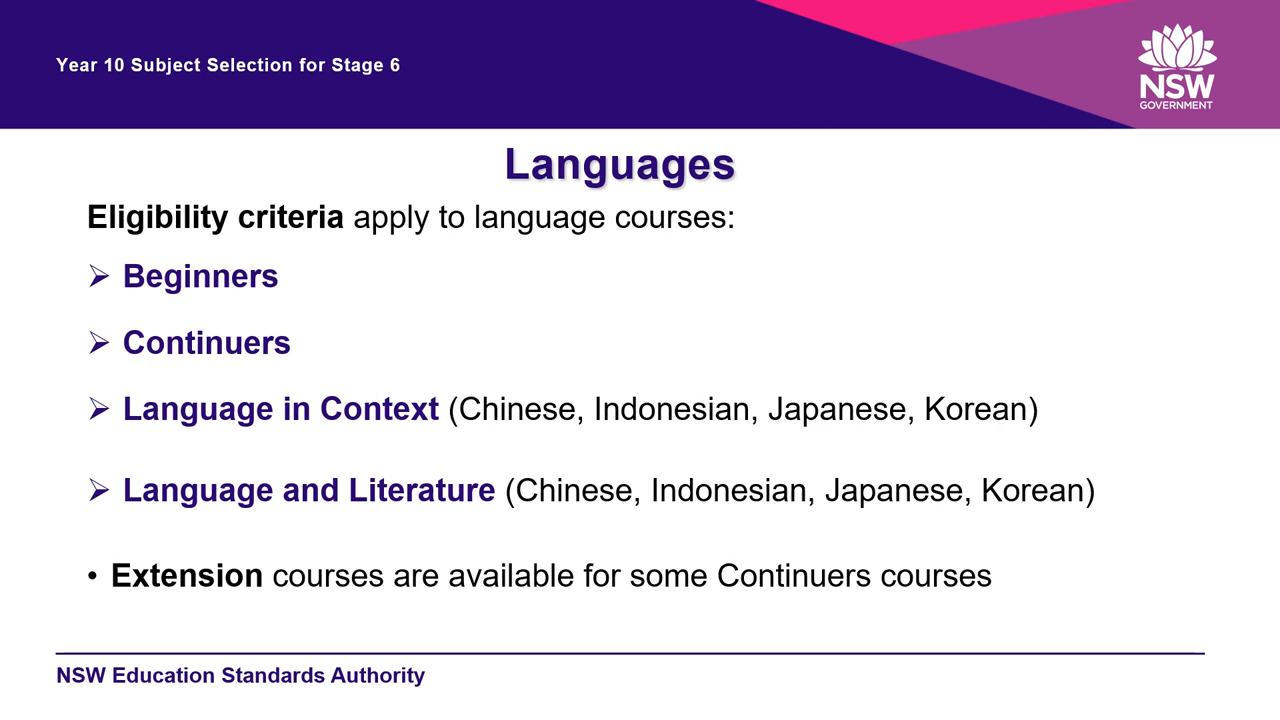 Year 10 Subject Selection for Stage 6
NSW
GOVERNMENT
Languages
Eligibility criteria apply to language courses:
➢ Beginners
➢ Continuers
➢ Language in Context (Chinese, Indonesian, Japanese, Korean)
➢ Language and Literature (Chinese, Indonesian, Japanese, Korean)
• Extension courses are available for some Continuers courses
NSW Education Standards Authority